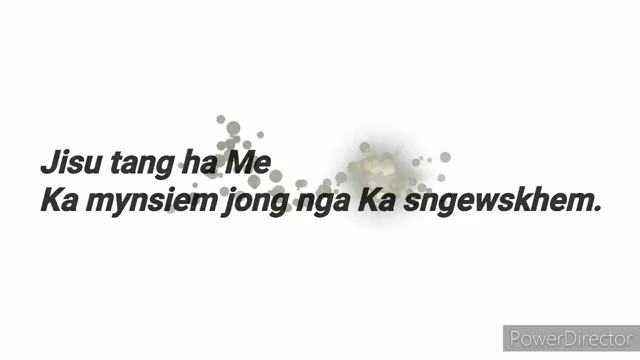 Jisu tang ha Me
Ka mynsiem jong nga Ka sngewskhem.
PowerDirector